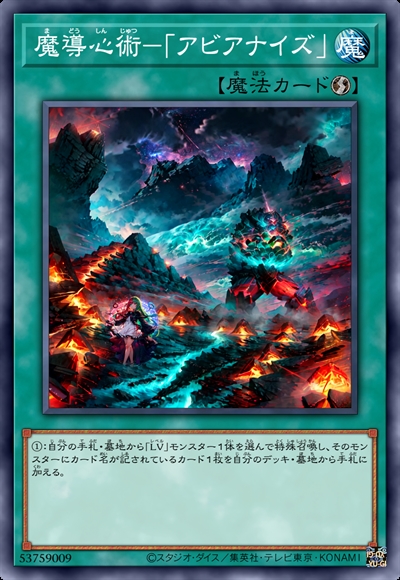 魔導心術－「アビアナイズ」 魔
【魔法カード】
①：自分の手札・墓地から「LV」モンスター１体を選んで特殊召喚し、そのモン
スターにカード名が記されているカード１枚を自分のデッキ・墓地から手札に
加える。
53759009 ©スタジオ・ダイス／集英社・テレビ東京・KONAMI